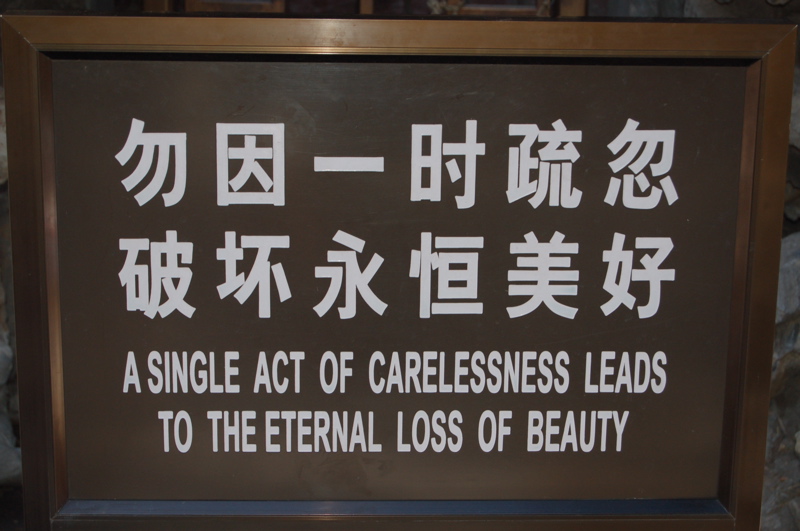 勿因一时疏忽
破坏永恒美好
A SINGLE ACT OF CARELESSNESS LEADS
TO THE ETERNAL LOSS OF BEAUTY